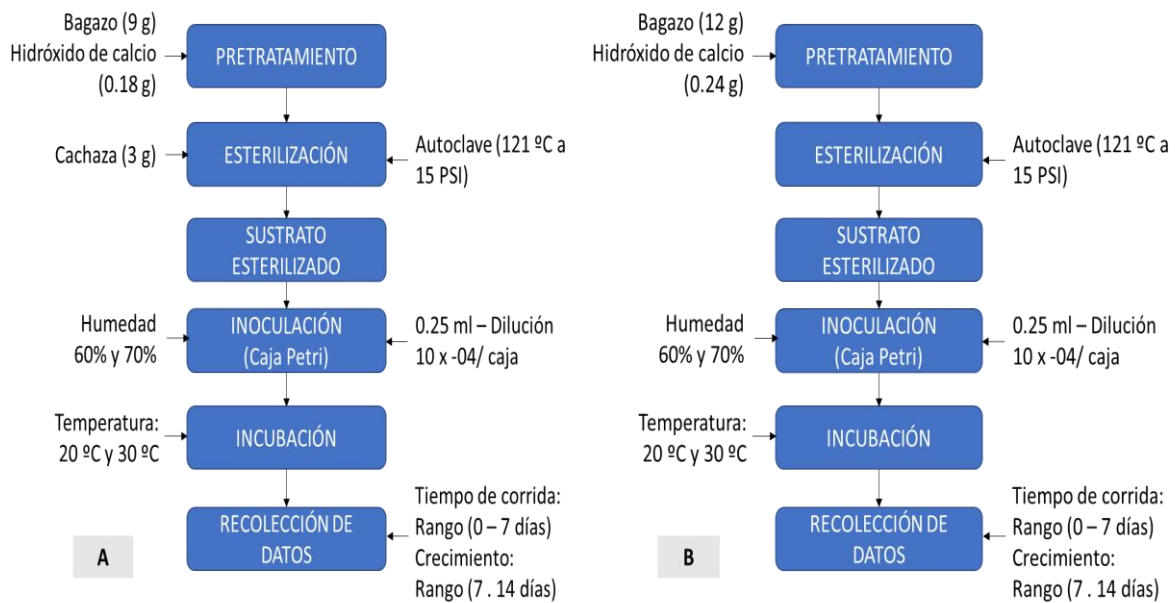 Bagazo (9 g)
Hidróxido de calcio
(0.18 g)
PRETRATAMIENTO
Cachaza (3 g)
ESTERILIZACIÓN
Autoclave (121 ºC a
15 PSI)
SUSTRATO
ESTERILIZADO
Humedad
60% y 70%
INOCULACIÓN
(Caja Petri)
0.25 ml – Dilución
10 x -04/ caja
Temperatura:
20 ºC y 30 ºC
INCUBACIÓN
RECOLECCIÓN DE
DATOS
Tiempo de corrida:
Rango (0 – 7 días)
Crecimiento:
Rango (7 . 14 días)
A
Bagazo (12 g)
Hidróxido de calcio
(0.24 g)
PRETRATAMIENTO
ESTERILIZACIÓN
Autoclave (121 ºC a
15 PSI)
SUSTRATO
ESTERILIZADO
Humedad
60% y 70%
INOCULACIÓN
(Caja Petri)
0.25 ml – Dilución
10 x -04/ caja
Temperatura:
20 ºC y 30 ºC
INCUBACIÓN
RECOLECCIÓN DE
DATOS
Tiempo de corrida:
Rango (0 – 7 días)
Crecimiento:
Rango (7 . 14 días)
B